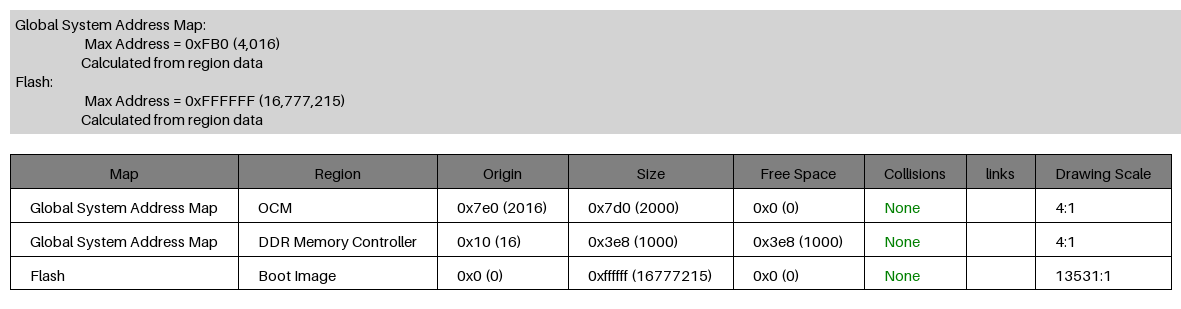 Global System Address Map:
Max Address = 0xFB0 (4,016)
Calculated from region data
Flash:
Max Address = 0xFFFFFF (16,777,215)
Calculated from region data
Map Region Origin Size Free Space Collisions links Drawing Scale
Global System Address Map OCM 0x7e0 (2016) 0x7d0 (2000) 0x0 (0) None 4:1
Global System Address Map DDR Memory Controller 0x10 (16) 0x3e8 (1000) 0x3e8 (1000) None 4:1
Flash Boot Image 0x0 (0) 0xffffff (16777215) 0x0 (0) None 13531:1